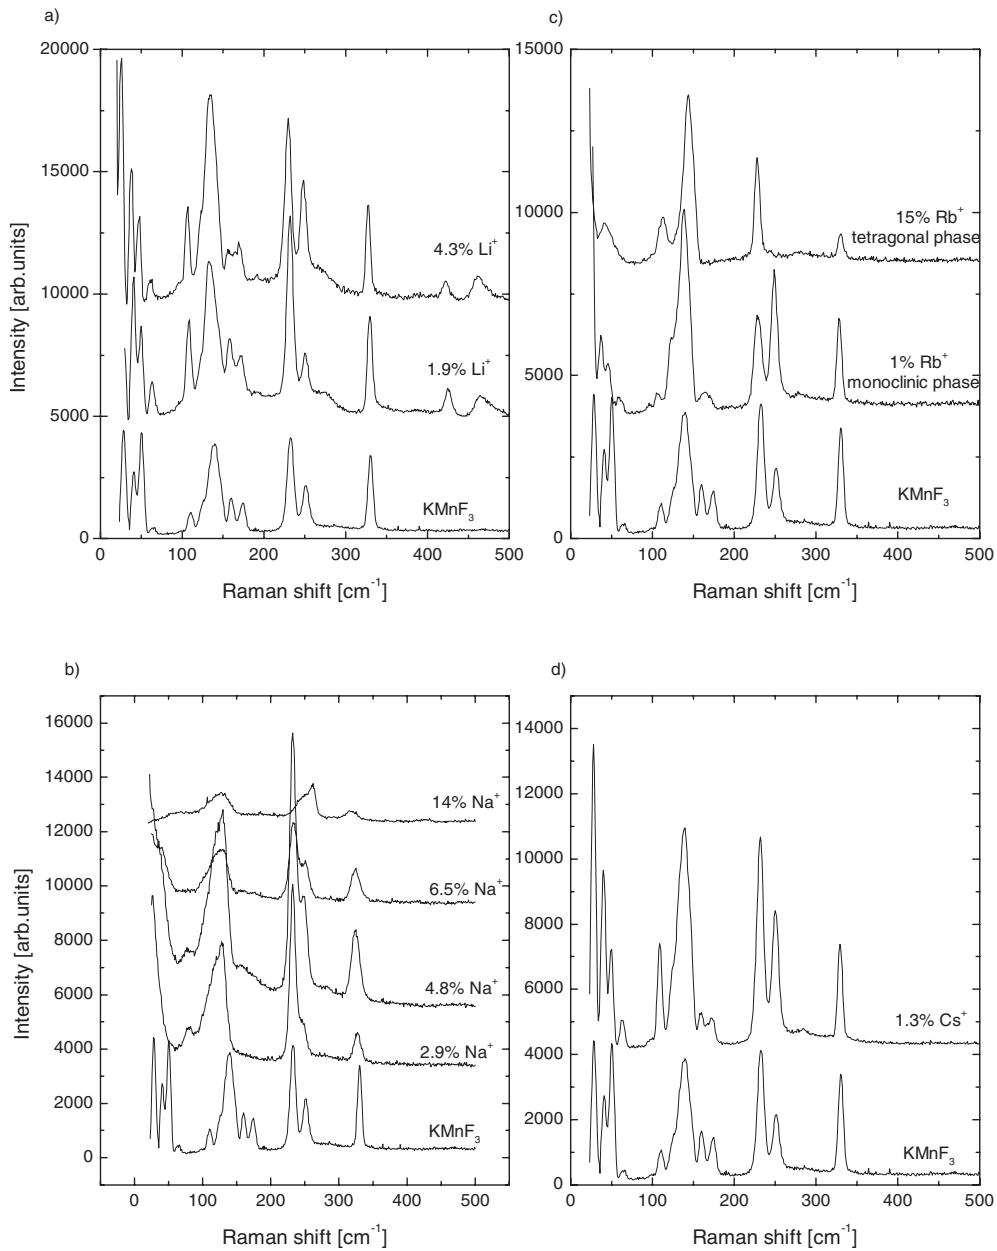 a)
20000
15000
10000
5000
0
0 100 200 300 400 500
Intensity [arb.units]
Raman shift [cm⁻¹]
4.3% Li⁺
1.9% Li⁺
KMnF₃
c)
15000
10000
5000
0
0 100 200 300 400 500
Raman shift [cm⁻¹]
15% Rb⁺
tetragonal phase
1% Rb⁺
monoclinic phase
KMnF₃
b)
16000
14000
12000
10000
8000
6000
4000
2000
0
0 100 200 300 400 500
Intensity [arb.units]
Raman shift [cm⁻¹]
14% Na⁺
6.5% Na⁺
4.8% Na⁺
2.9% Na⁺
KMnF₃
d)
14000
12000
10000
8000
6000
4000
2000
0
0 100 200 300 400 500
Raman shift [cm⁻¹]
1.3% Cs⁺
KMnF₃